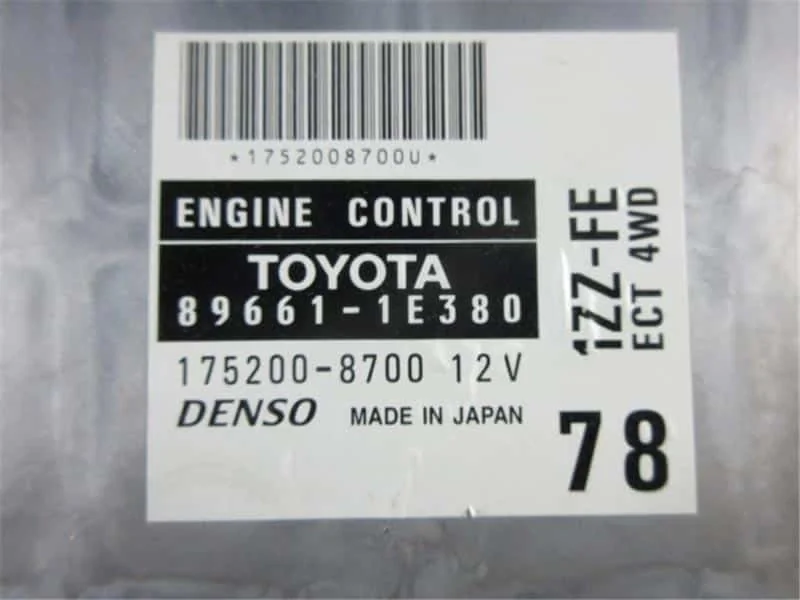 *1752008700U*
ENGINE CONTROL
TOYOTA
89661-1E380
175200-8700 12V
DENSO MADE IN JAPAN
1ZZ-FE
ECT 4WD
78